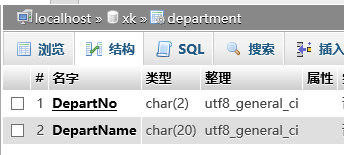 localhost » xk » department
浏览 结构 SQL 搜索 插入
# 名字 类型 整理 属性
1 DepartNo char(2) utf8_general_ci
2 DepartName char(20) utf8_general_ci